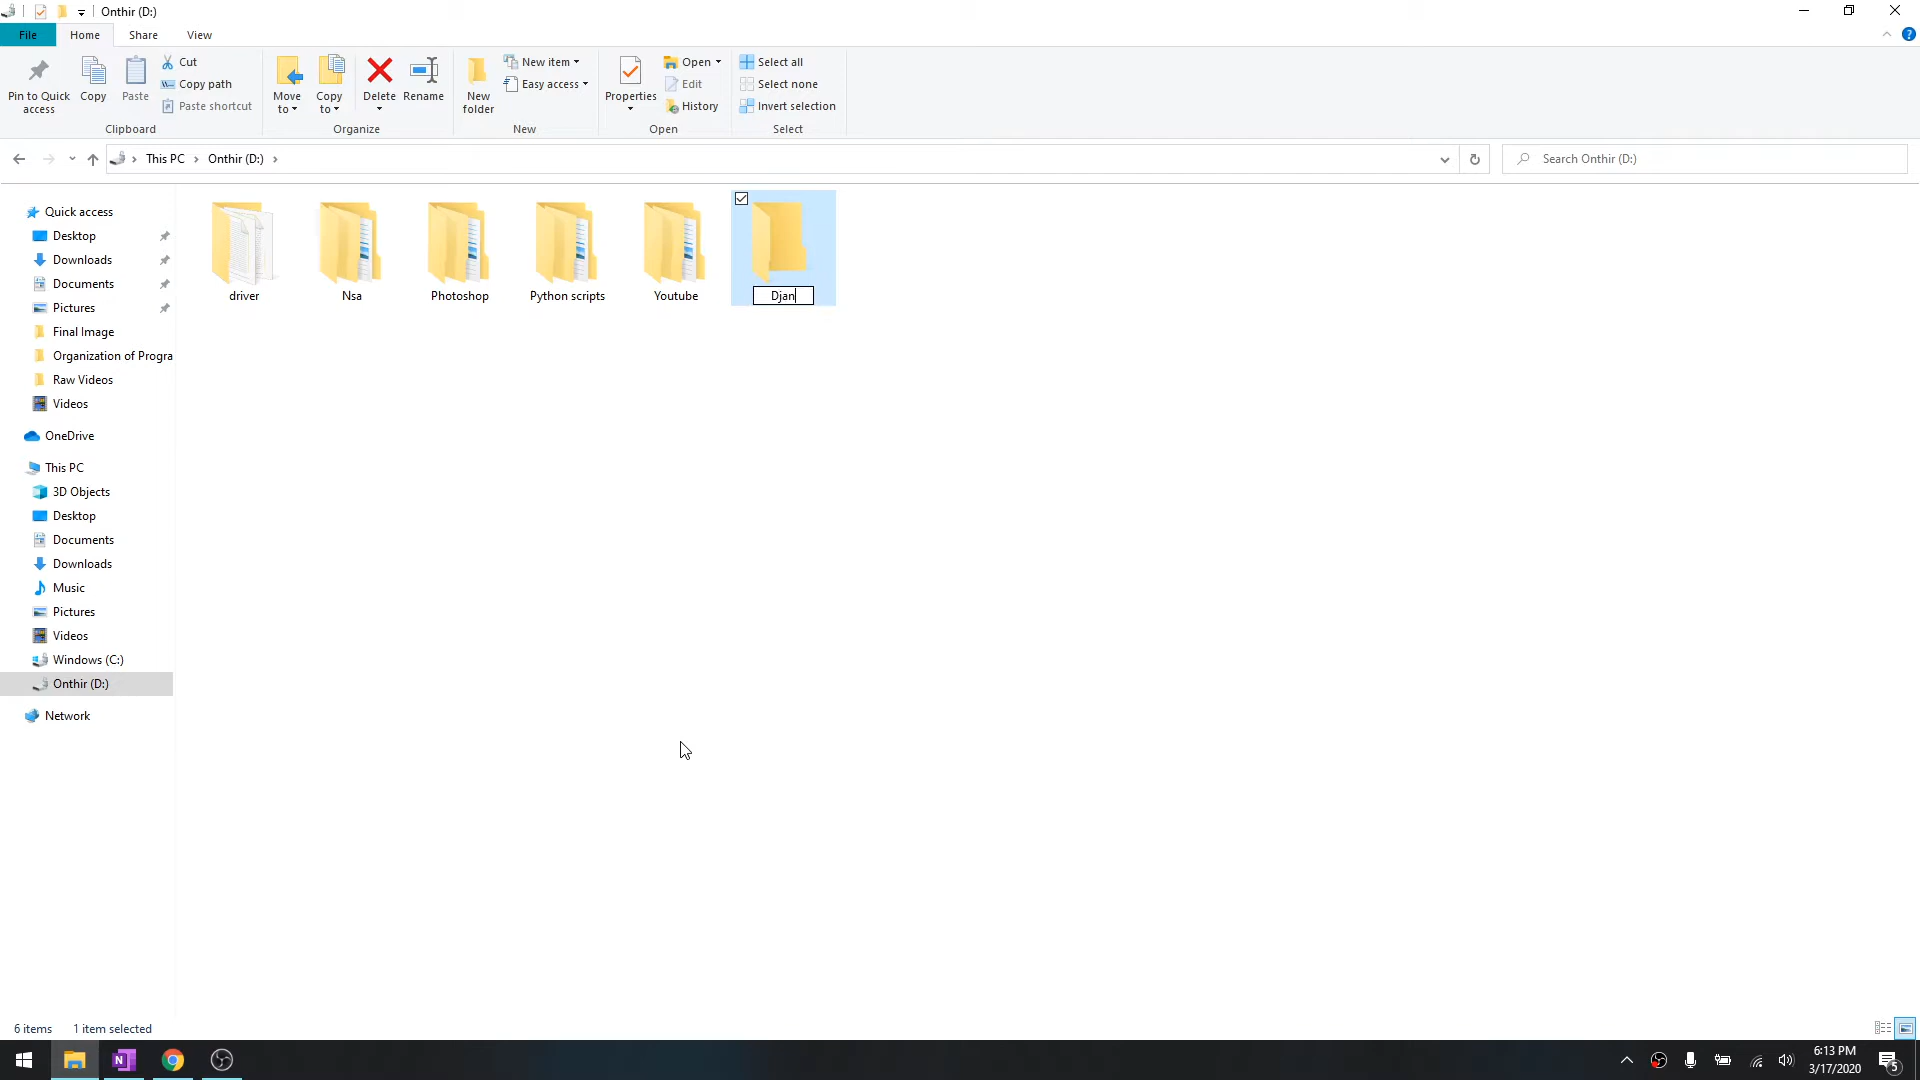 Onthir (D:)
File Home Share View
Pin to Quick access
Copy
Paste
Cut
Copy path
Paste shortcut
Clipboard
Move to
Copy to
Delete
Rename
Organize
New folder
New item
Easy access
New
Properties
Open
Edit
History
Open
Select all
Select none
Invert selection
Select
This PC Onthir (D:)
Search Onthir (D:)
Quick access
Desktop
Downloads
Documents
Pictures
Final Image
Organization of Progra
Raw Videos
Videos
OneDrive
This PC
3D Objects
Desktop
Documents
Downloads
Music
Pictures
Videos
Windows (C:)
Onthir (D:)
Network
driver
Nsa
Photoshop
Python scripts
Youtube
Djan
6 items 1 item selected
N
6:13 PM
3/17/2020
5